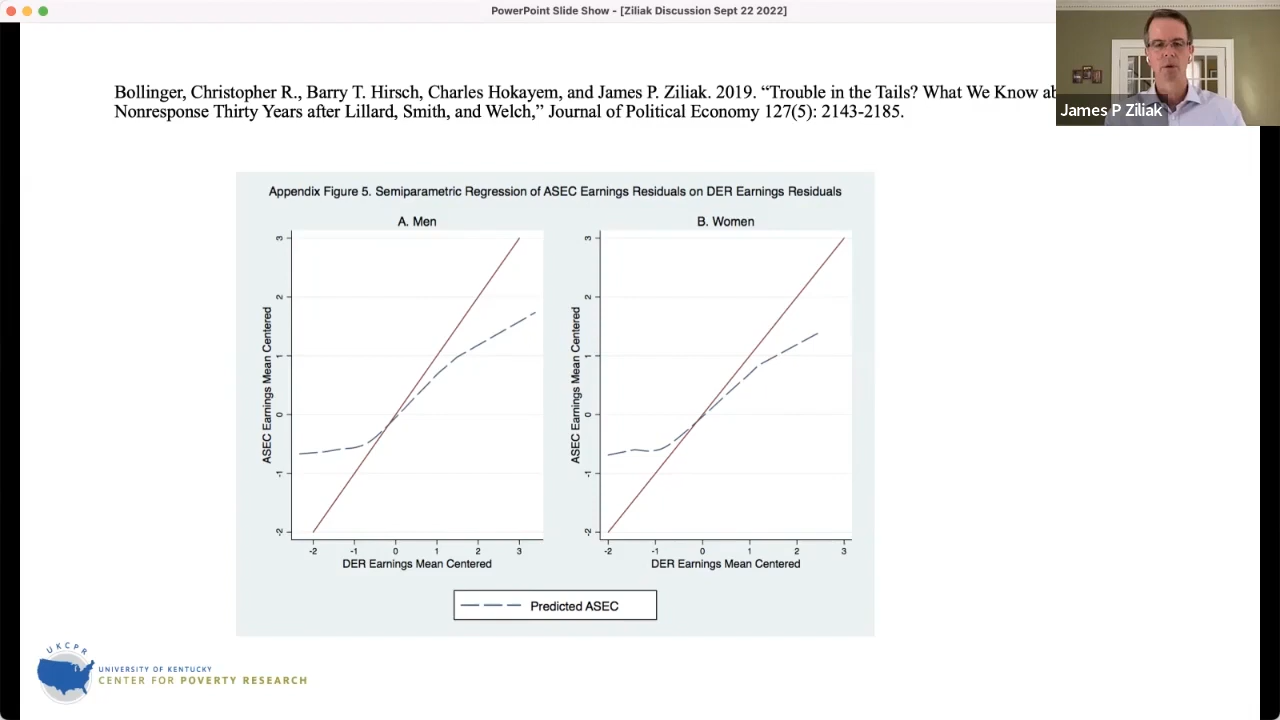 PowerPoint Slide Show - [Ziliak Discussion Sept 22 2022]
Bollinger, Christopher R., Barry T. Hirsch, Charles Hokayem, and James P. Ziliak. 2019. “Trouble in the Tails? What We Know
Nonresponse Thirty Years after Lillard, Smith, and Welch,” Journal of Political Economy 127(5): 2143-2185.
James P Ziliak
Appendix Figure 5. Semiparametric Regression of ASEC Earnings Residuals on DER Earnings Residuals
A. Men
ASEC Earnings Mean Centered
3
2
1
0
-1
-2
-2 -1 0 1 2 3
DER Earnings Mean Centered
B. Women
ASEC Earnings Mean Centered
3
2
1
0
-1
-2
-2 -1 0 1 2 3
DER Earnings Mean Centered
Predicted ASEC
UKCPR
UNIVERSITY OF KENTUCKY
CENTER FOR POVERTY RESEARCH